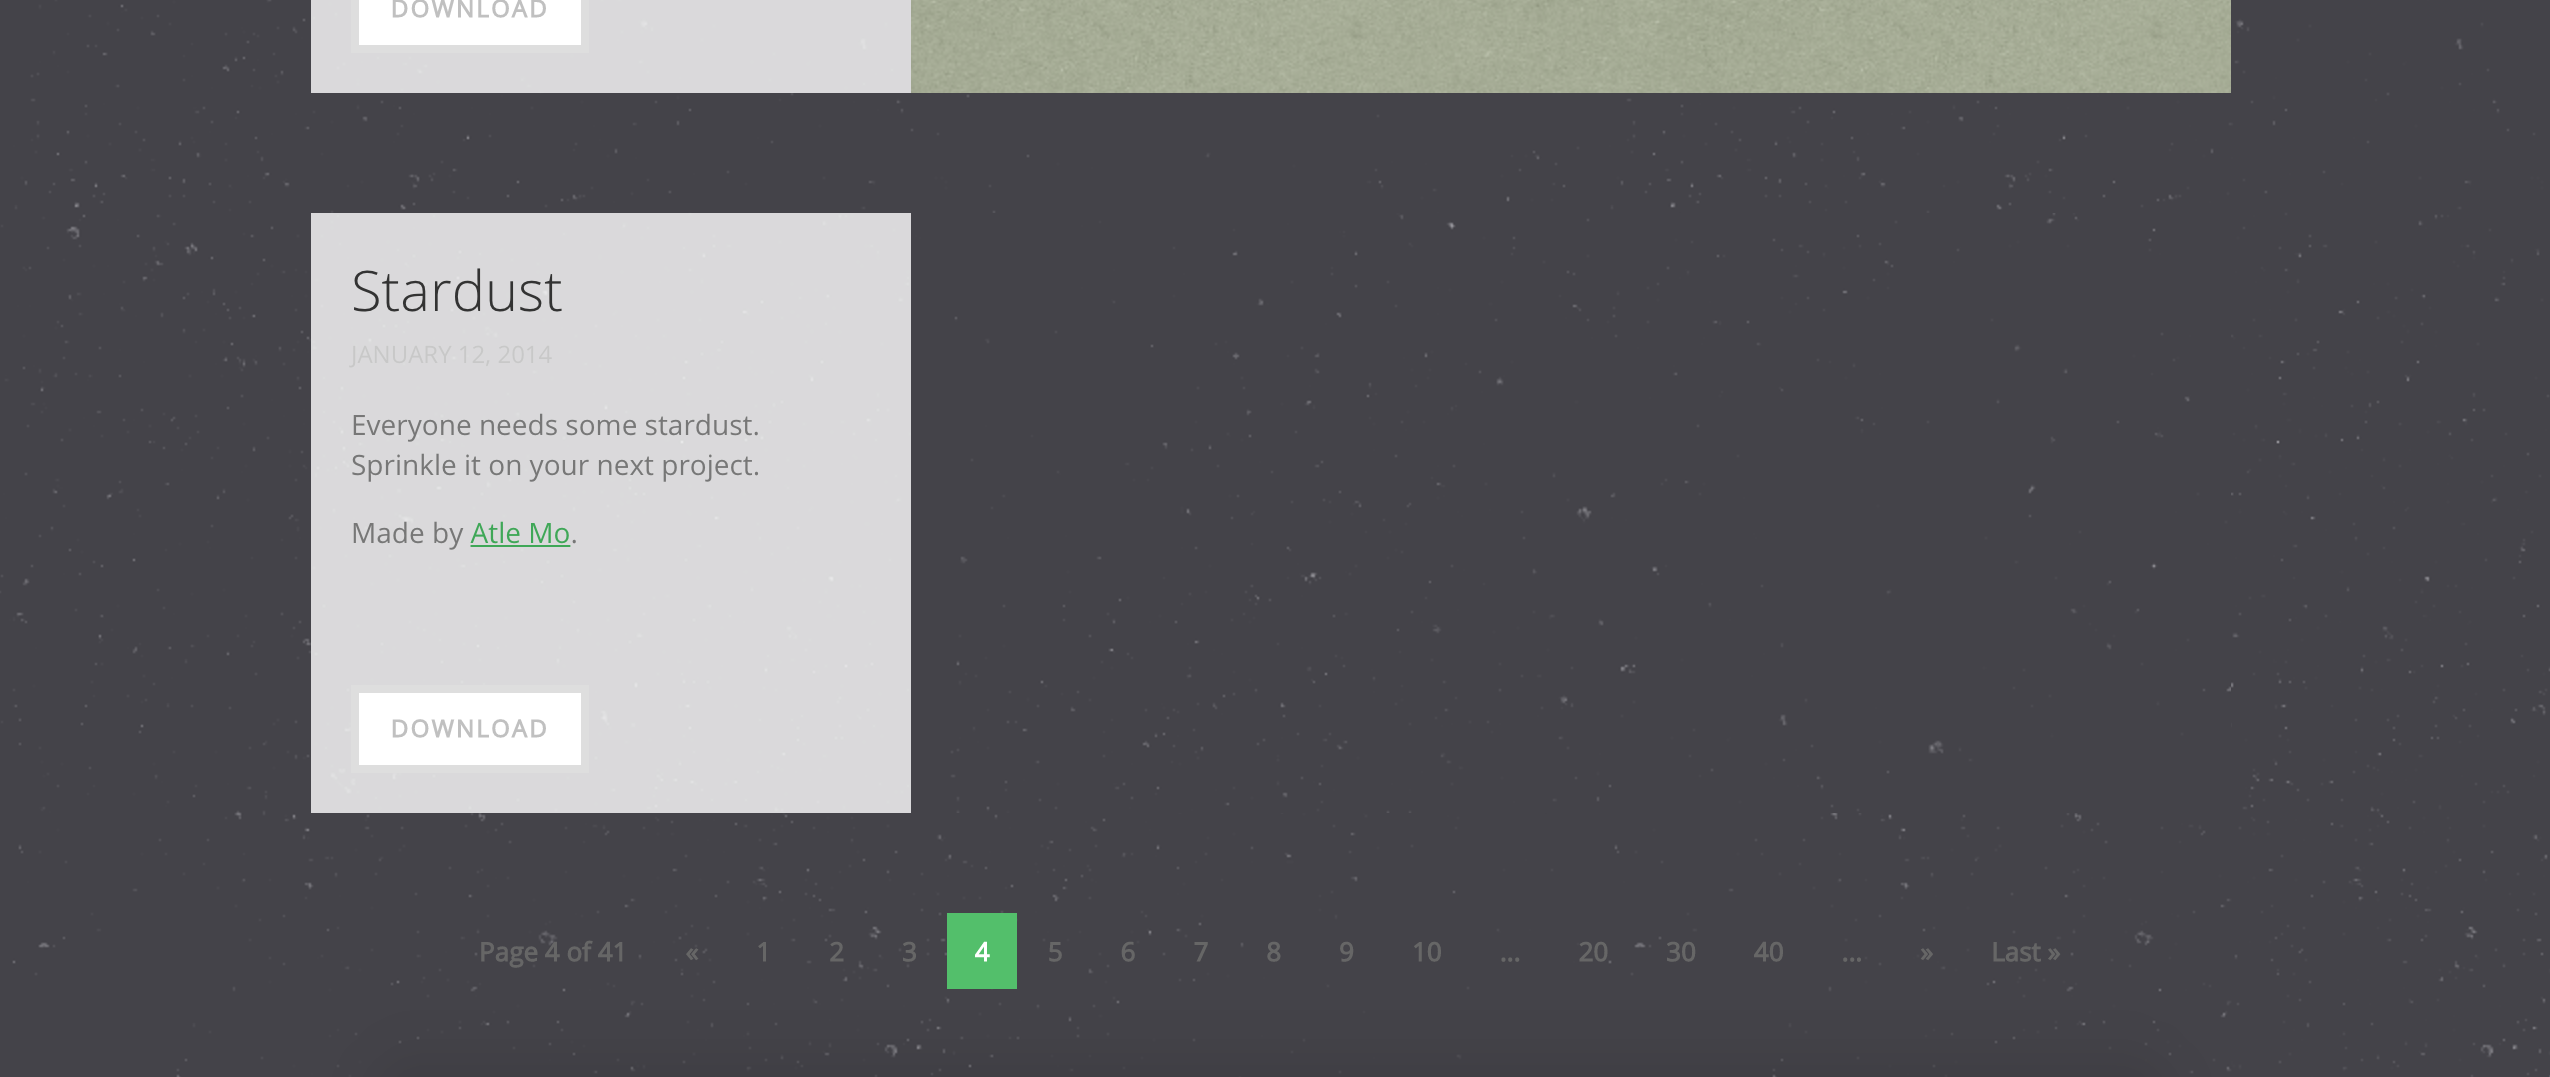 DOWNLOAD
Stardust
JANUARY 12, 2014
Everyone needs some stardust.
Sprinkle it on your next project.
Made by Atle Mo.
DOWNLOAD
Page 4 of 41 « 1 2 3 4 5 6 7 8 9 10 ... 20 30 40 ... » Last »